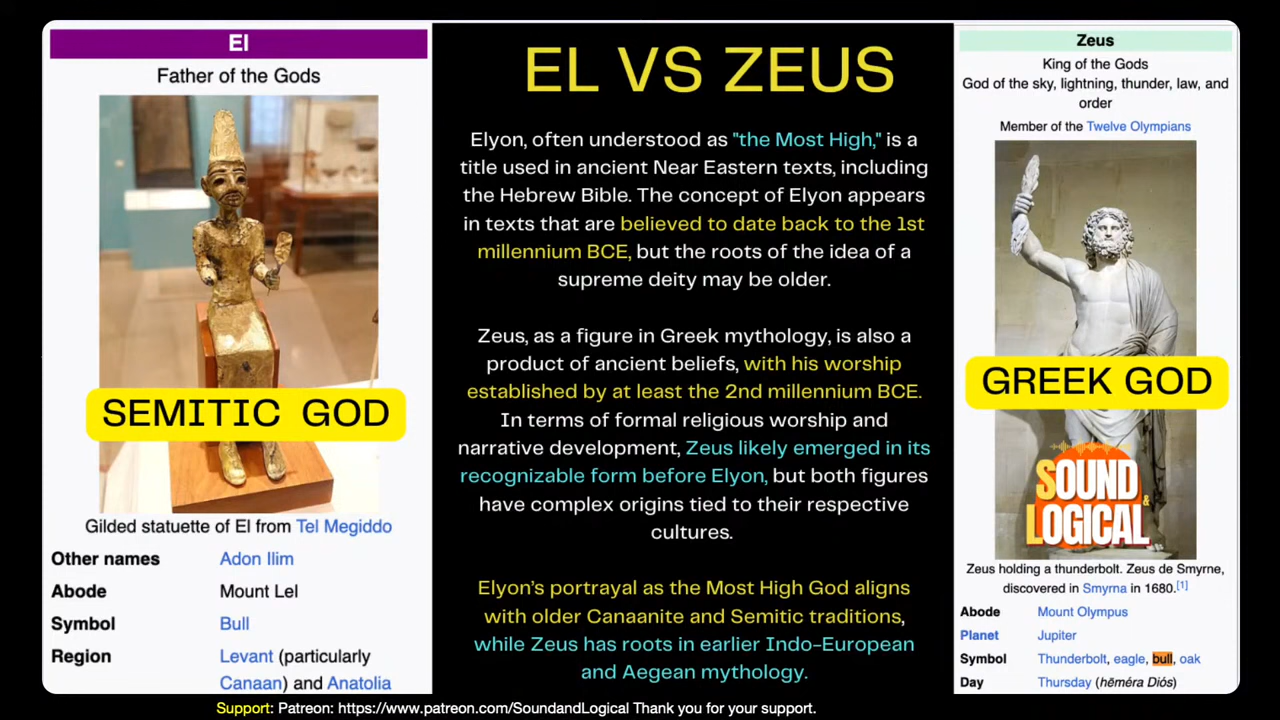 El
Father of the Gods
SEMITIC GOD
Gilded statuette of El from Tel Megiddo
Other names Adon Ilim
Abode Mount Lel
Symbol Bull
Region Levant (particularly
Canaan) and Anatolia
EL VS ZEUS
Elyon, often understood as "the Most High," is a
title used in ancient Near Eastern texts, including
the Hebrew Bible. The concept of Elyon appears
in texts that are believed to date back to the 1st
millennium BCE, but the roots of the idea of a
supreme deity may be older.
Zeus, as a figure in Greek mythology, is also a
product of ancient beliefs, with his worship
established by at least the 2nd millennium BCE.
In terms of formal religious worship and
narrative development, Zeus likely emerged in its
recognizable form before Elyon, but both figures
have complex origins tied to their respective
cultures.
Elyon's portrayal as the Most High God aligns
with older Canaanite and Semitic traditions,
while Zeus has roots in earlier Indo-European
and Aegean mythology.
Zeus
King of the Gods
God of the sky, lightning, thunder, law, and
order
Member of the Twelve Olympians
GREEK GOD
SOUND
&
LOGICAL
Zeus holding a thunderbolt. Zeus de Smyrne,
discovered in Smyrna in 1680.[1]
Abode Mount Olympus
Planet Jupiter
Symbol Thunderbolt, eagle, bull, oak
Day Thursday (hēméra Diós)
Support: Patreon: https://www.patreon.com/SoundandLogical Thank you for your support.